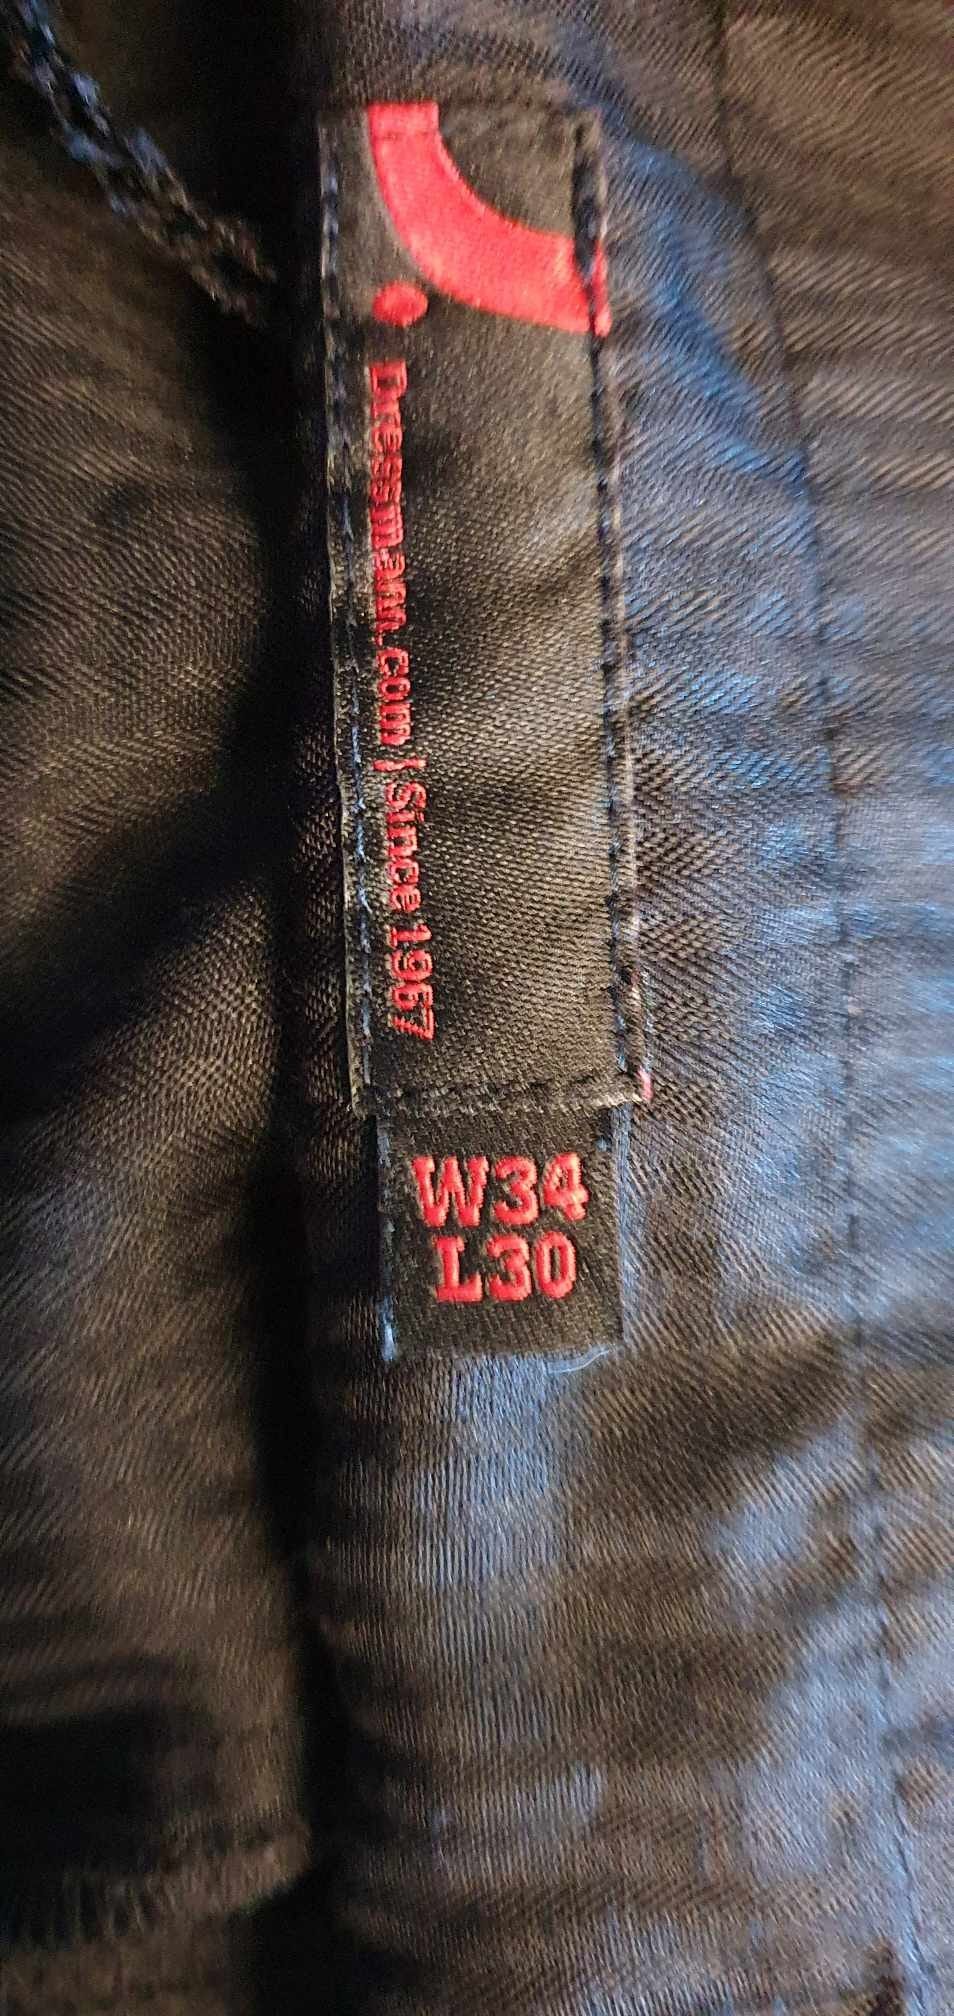 Dressmann.com | Since 1967
W34
L30